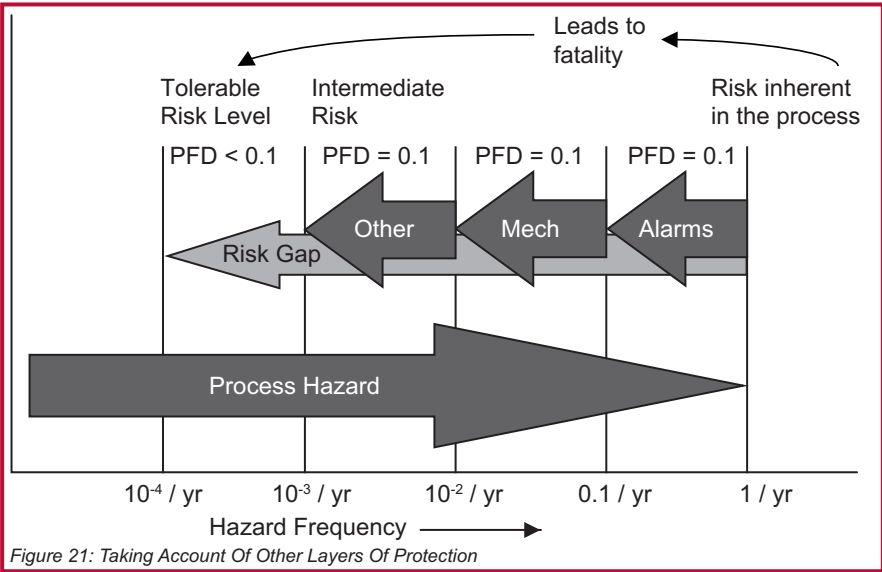 Leads to
fatality
Tolerable
Risk Level
Intermediate
Risk
Risk inherent
in the process
PFD < 0.1
PFD = 0.1
PFD = 0.1
PFD = 0.1
Other
Mech
Alarms
Risk Gap
Process Hazard
10⁻⁴ / yr
10⁻³ / yr
10⁻² / yr
0.1 / yr
1 / yr
Hazard Frequency
Figure 21: Taking Account Of Other Layers Of Protection